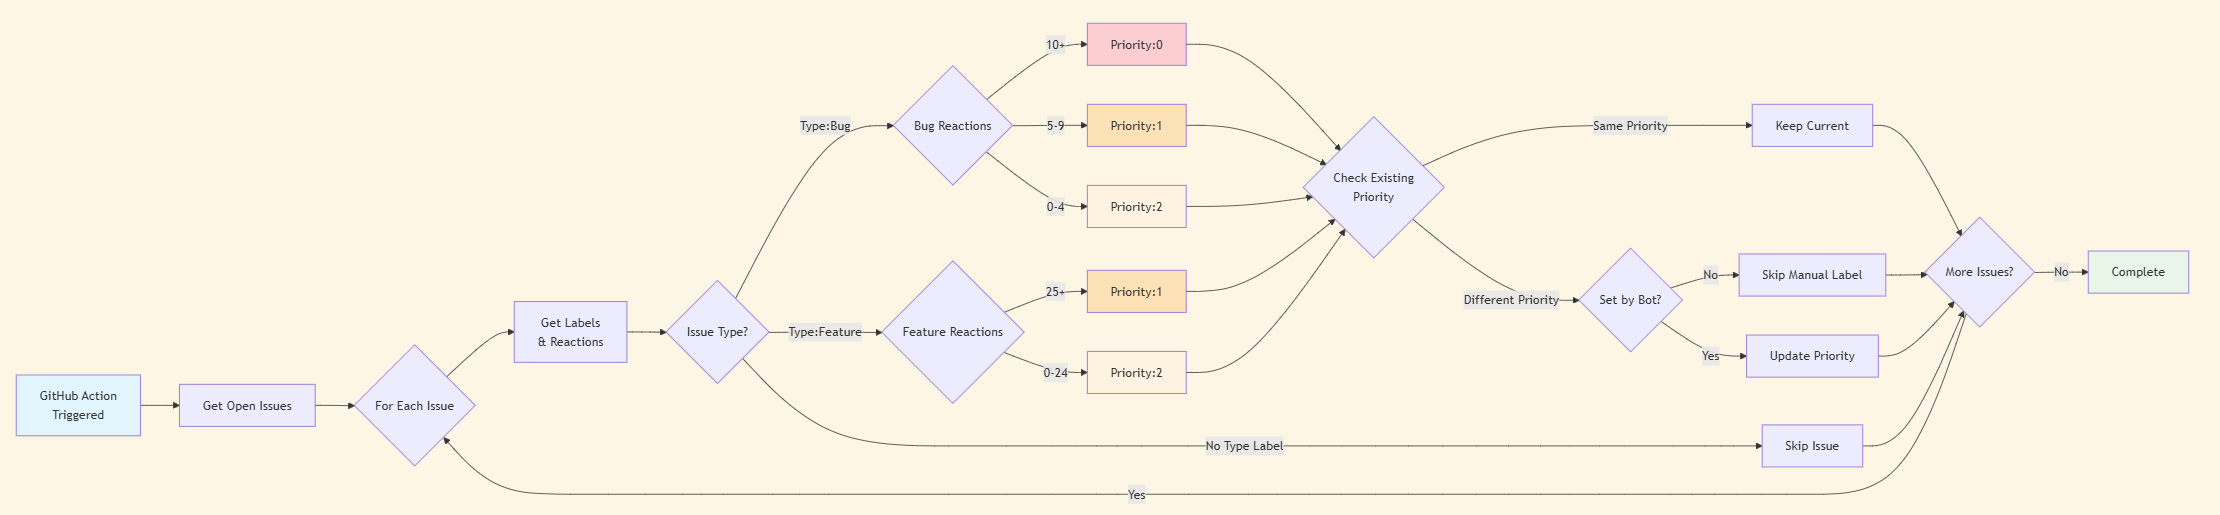 GitHub Action
Triggered
Get Open Issues
For Each Issue
Get Labels
& Reactions
Issue Type?
Type:Bug
Type:Feature
No Type Label
Bug Reactions
10+
5-9
0-4
Priority:0
Priority:1
Priority:2
Feature Reactions
25+
0-24
Priority:1
Priority:2
Check Existing
Priority
Same Priority
Different Priority
Keep Current
Set by Bot?
No
Yes
Skip Manual Label
Update Priority
Skip Issue
More Issues?
Yes
No
Complete